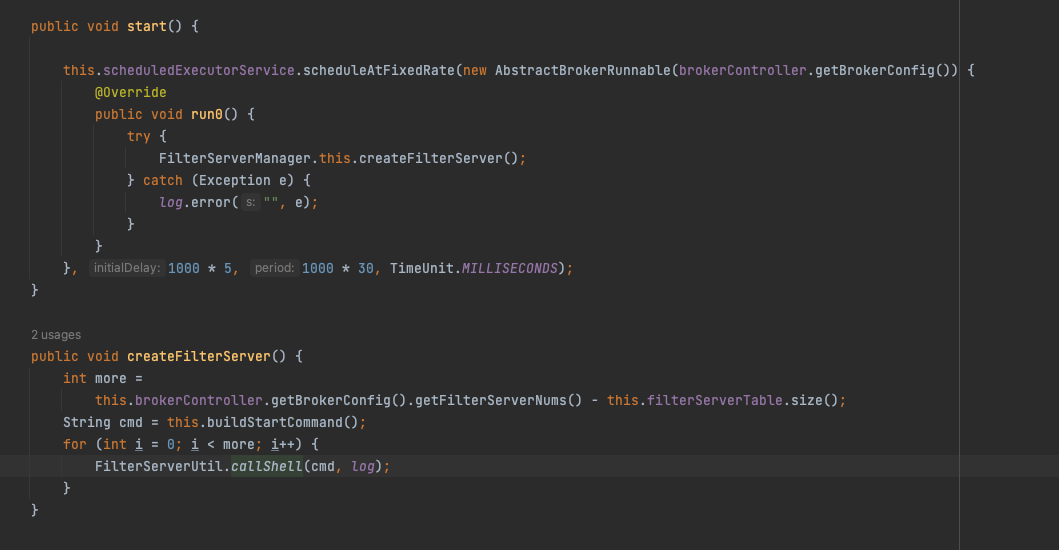 public void start() {
this.scheduledExecutorService.scheduleAtFixedRate(new AbstractBrokerRunnable(brokerController.getBrokerConfig()) {
@Override
public void run0() {
try {
FilterServerManager.this.createFilterServer();
} catch (Exception e) {
log.error( s: "", e);
}
}
}, initialDelay: 1000 * 5, period: 1000 * 30, TimeUnit.MILLISECONDS);
}
2 usages
public void createFilterServer() {
int more =
this.brokerController.getBrokerConfig().getFilterServerNums() - this.filterServerTable.size();
String cmd = this.buildStartCommand();
for (int i = 0; i < more; i++) {
FilterServerUtil.callShell(cmd, log);
}
}